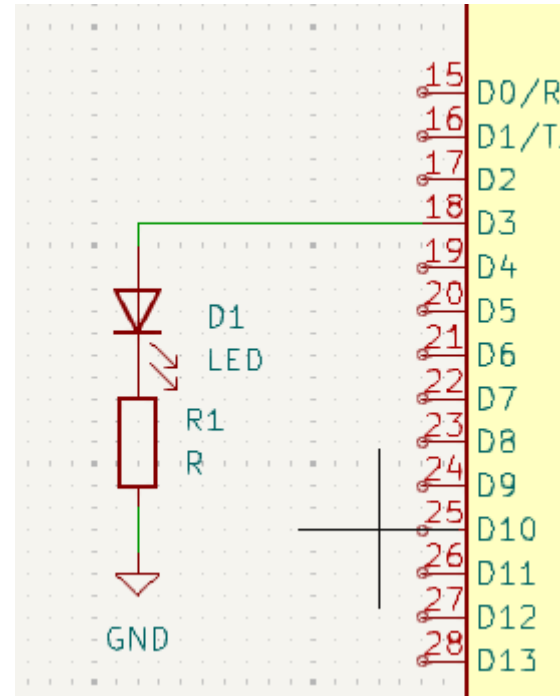 15 D0/R
16 D1/T
17 D2
18 D3
19 D4
20 D5
D1
LED
21 D6
22 D7
R1
R
23 D8
24 D9
25 D10
26 D11
27 D12
GND
28 D13